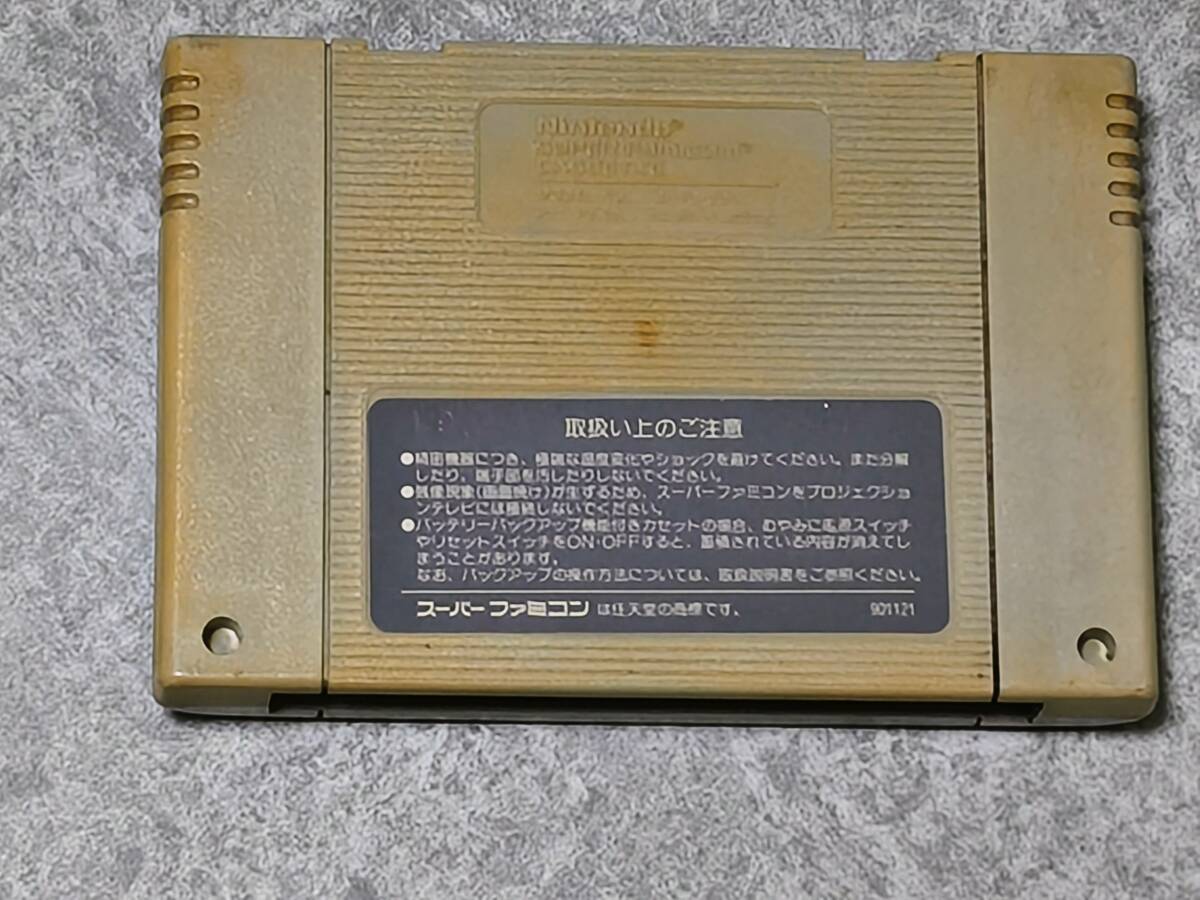 Nintendo®
取扱い上のご注意
●精密機器につき、極端な温度変化やショックを避けてください。また分解
したり、端子部を汚したりしないでください。
●残像現象(画面焼け)が生ずるため、スーパーファミコンをプロジェクショ
ンテレビには接続しないでください。
●バッテリーバックアップ機能付きカセットの場合、むやみに電源スイッチ
やリセットスイッチをON・OFFすると、蓄積されている内容が消えてし
まうことがあります。
なお、バックアップの操作方法については、取扱説明書をご参照ください。
スーパーファミコン は任天堂の商標です。 901121